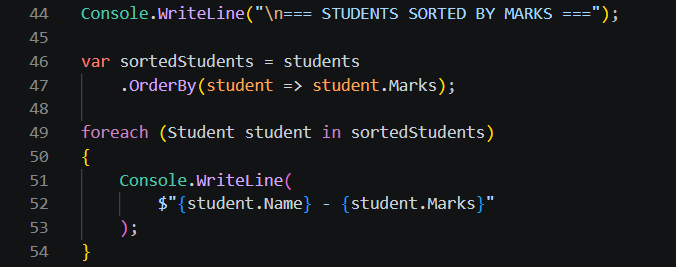 44 Console.WriteLine("\n=== STUDENTS SORTED BY MARKS ===");
45
46 var sortedStudents = students
47     .OrderBy(student => student.Marks);
48
49 foreach (Student student in sortedStudents)
50 {
51     Console.WriteLine(
52         $"{student.Name} - {student.Marks}"
53     );
54 }